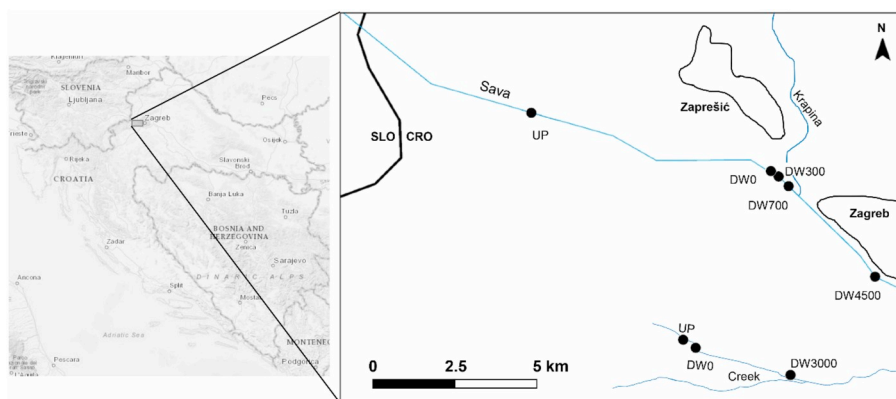 Maribor
SLOVENIA
Ljubljana
Zagreb
Pecs
Osijek
Rijeka
Slavonski
Brod
CROATIA
Banja Luka
Tuzla
BOSNIA AND
HERZEGOVINA
Zenica
Zadar
Sarajevo
DINARIC ALPS
Ancona
Split
Mostar
Adriatic Sea
MONTENEG
Pescara
Podgorica
L'Aquila
N
Sava
UP
SLO CRO
Zaprešić
Krapina
DW0
DW300
DW700
Zagreb
DW4500
UP
DW0
DW3000
Creek
0 2.5 5 km